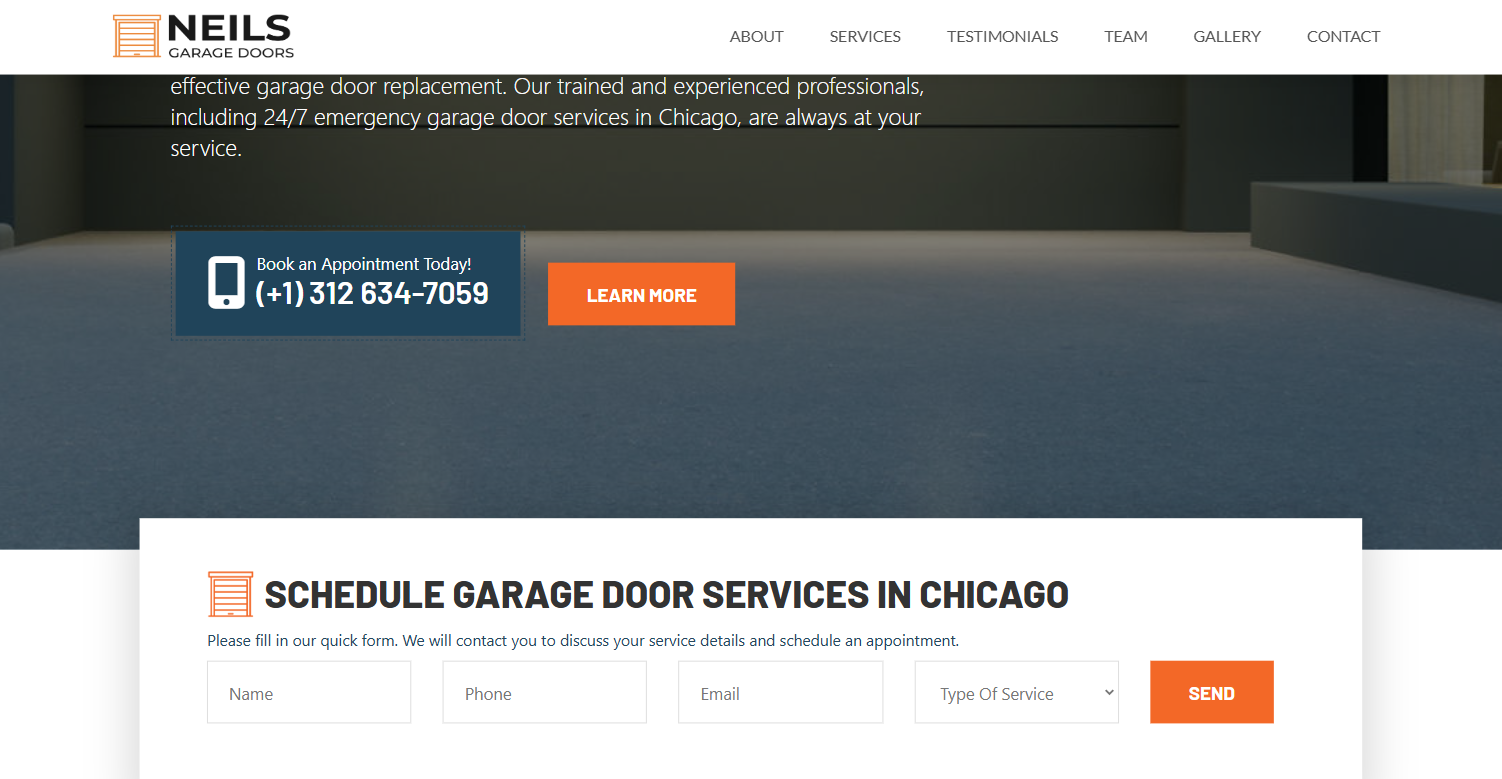 NEILS
GARAGE DOORS
ABOUT SERVICES TESTIMONIALS TEAM GALLERY CONTACT
effective garage door replacement. Our trained and experienced professionals,
including 24/7 emergency garage door services in Chicago, are always at your
service.
Book an Appointment Today!
(+1) 312 634-7059
LEARN MORE
SCHEDULE GARAGE DOOR SERVICES IN CHICAGO
Please fill in our quick form. We will contact you to discuss your service details and schedule an appointment.
Name Phone Email Type Of Service SEND